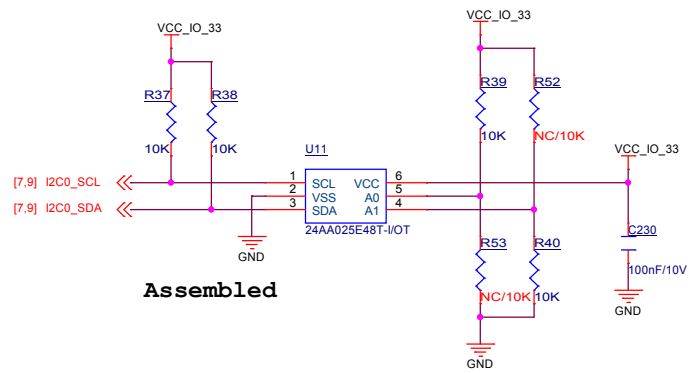 VCC_IO_33
VCC_IO_33
R37
R38
R39
R52
10K
10K
10K
NC/10K
U11
VCC_IO_33
[7,9] I2C0_SCL
1
SCL
VCC
6
2
VSS
A0
5
[7,9] I2C0_SDA
3
SDA
A1
4
24AA025E48T-I/OT
C230
R53
R40
GND
100nF/10V
Assembled
NC/10K
10K
GND
GND